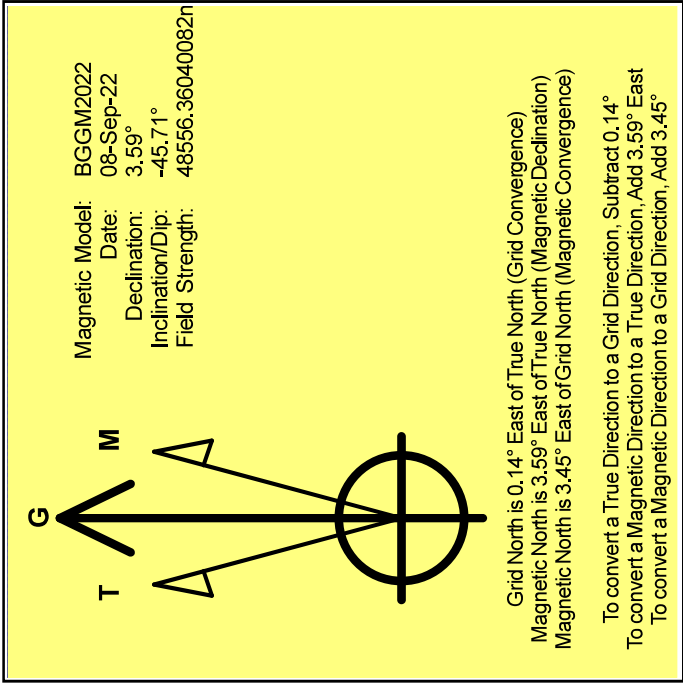 G
T
M
Magnetic Model: BGGM2022
Date: 08-Sep-22
Declination: 3.59°
Inclination/Dip: -45.71°
Field Strength: 48556.36040082n
Grid North is 0.14° East of True North (Grid Convergence)
Magnetic North is 3.59° East of True North (Magnetic Declination)
Magnetic North is 3.45° East of Grid North (Magnetic Convergence)
To convert a True Direction to a Grid Direction, Subtract 0.14°
To convert a Magnetic Direction to a True Direction, Add 3.59° East
To convert a Magnetic Direction to a Grid Direction, Add 3.45°